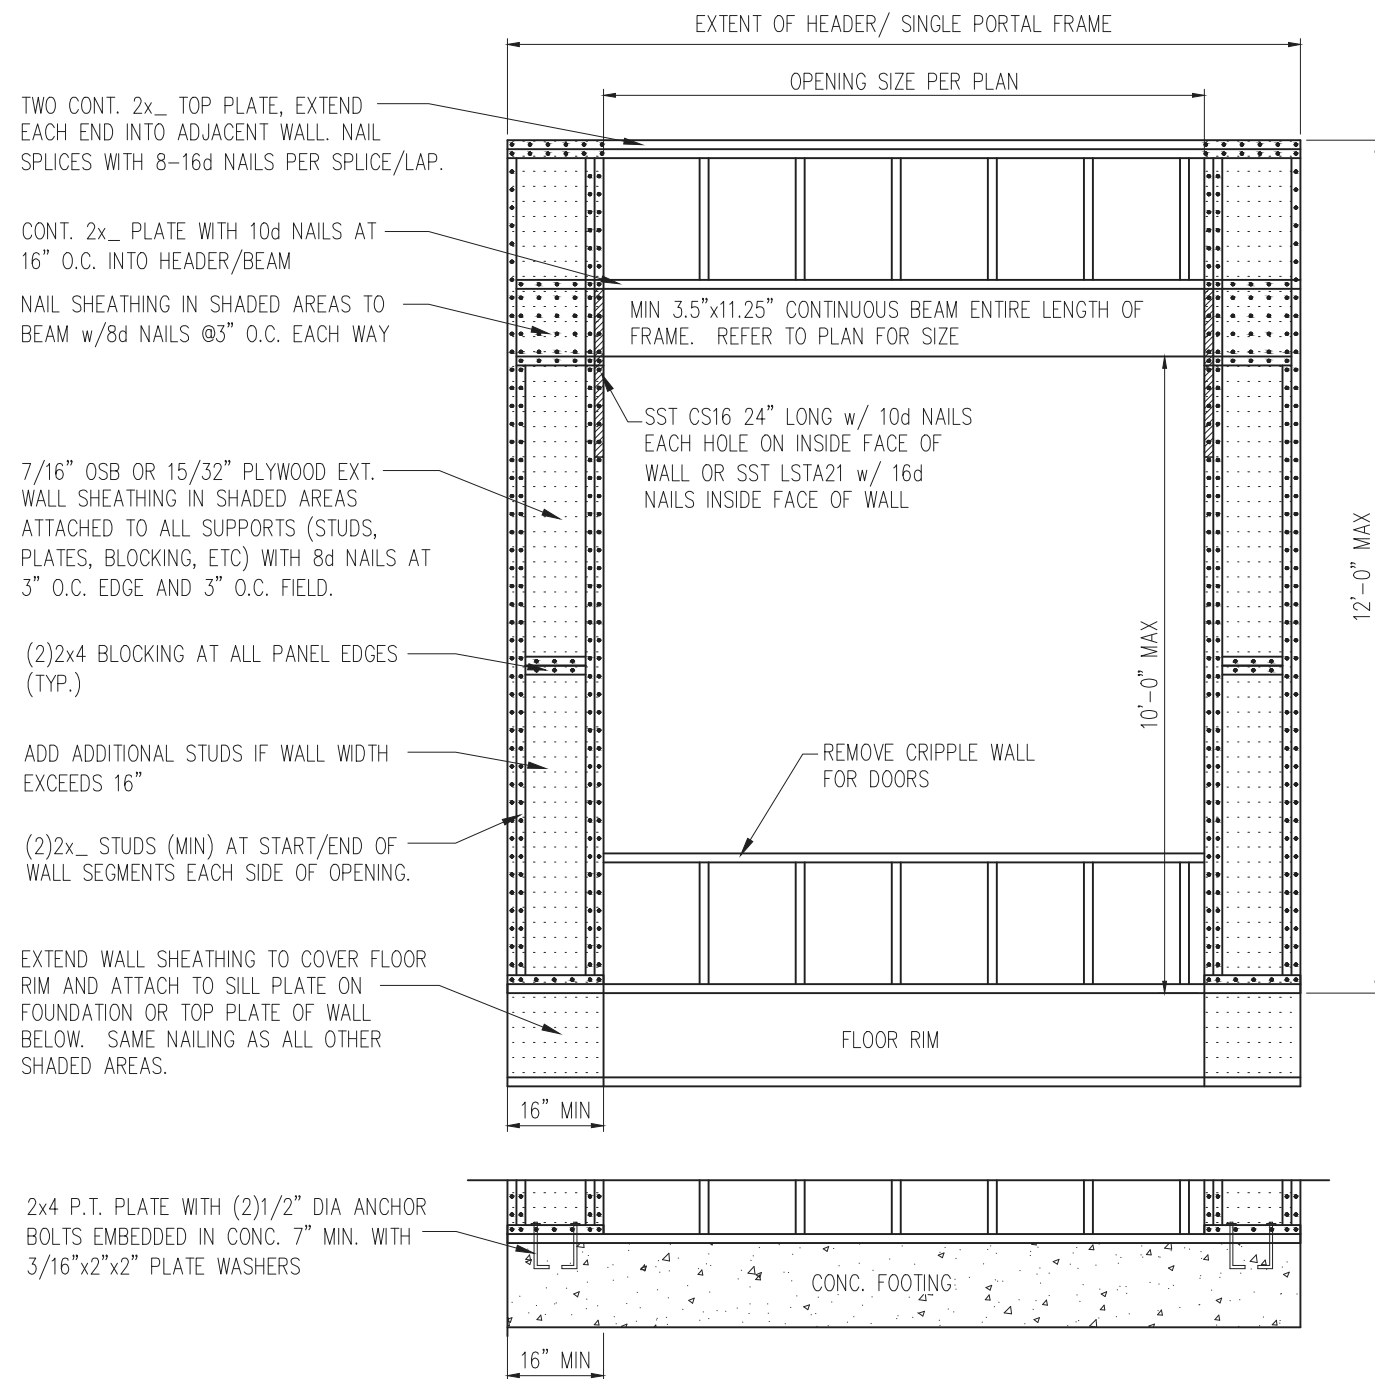 EXTENT OF HEADER/ SINGLE PORTAL FRAME
OPENING SIZE PER PLAN
TWO CONT. 2x_ TOP PLATE, EXTEND
EACH END INTO ADJACENT WALL. NAIL
SPLICES WITH 8-16d NAILS PER SPLICE/LAP.
CONT. 2x_ PLATE WITH 10d NAILS AT
16" O.C. INTO HEADER/BEAM
NAIL SHEATHING IN SHADED AREAS TO
BEAM w/8d NAILS @3" O.C. EACH WAY
MIN 3.5"x11.25" CONTINUOUS BEAM ENTIRE LENGTH OF
FRAME. REFER TO PLAN FOR SIZE
SST CS16 24" LONG w/ 10d NAILS
EACH HOLE ON INSIDE FACE OF
WALL OR SST LSTA21 w/ 16d
NAILS INSIDE FACE OF WALL
7/16" OSB OR 15/32" PLYWOOD EXT.
WALL SHEATHING IN SHADED AREAS
ATTACHED TO ALL SUPPORTS (STUDS,
PLATES, BLOCKING, ETC) WITH 8d NAILS AT
3" O.C. EDGE AND 3" O.C. FIELD.
12'-0" MAX
10'-0" MAX
(2)2x4 BLOCKING AT ALL PANEL EDGES
(TYP.)
ADD ADDITIONAL STUDS IF WALL WIDTH
EXCEEDS 16"
REMOVE CRIPPLE WALL
FOR DOORS
(2)2x_ STUDS (MIN) AT START/END OF
WALL SEGMENTS EACH SIDE OF OPENING.
EXTEND WALL SHEATHING TO COVER FLOOR
RIM AND ATTACH TO SILL PLATE ON
FOUNDATION OR TOP PLATE OF WALL
BELOW. SAME NAILING AS ALL OTHER
SHADED AREAS.
FLOOR RIM
16" MIN
2x4 P.T. PLATE WITH (2)1/2" DIA ANCHOR
BOLTS EMBEDDED IN CONC. 7" MIN. WITH
3/16"x2"x2" PLATE WASHERS
CONC. FOOTING
16" MIN